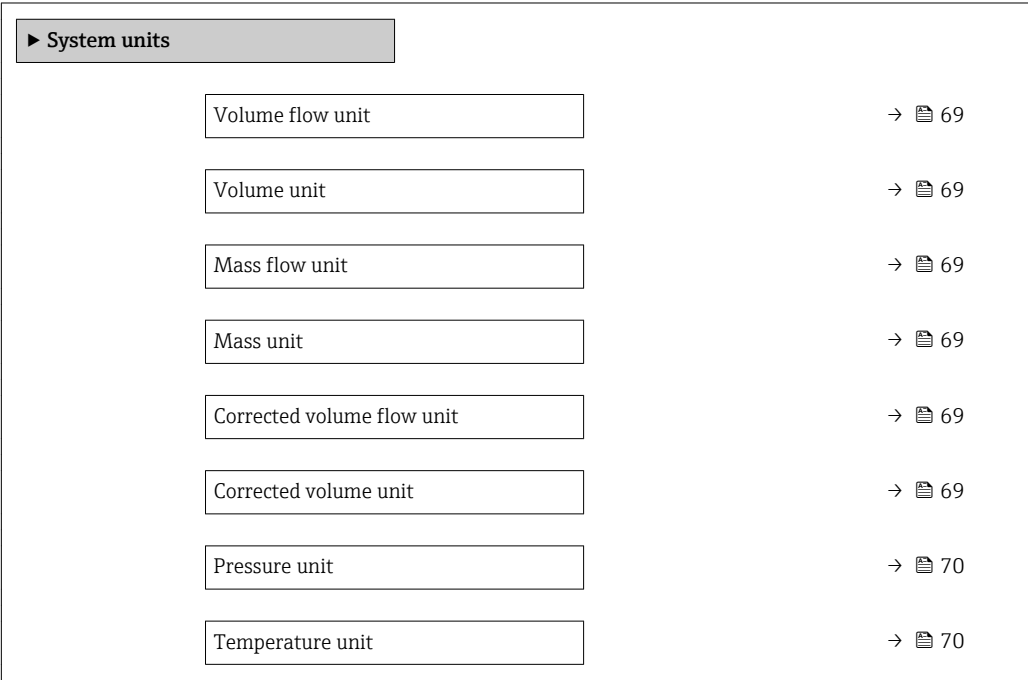 ► System units
Volume flow unit → 69
Volume unit → 69
Mass flow unit → 69
Mass unit → 69
Corrected volume flow unit → 69
Corrected volume unit → 69
Pressure unit → 70
Temperature unit → 70